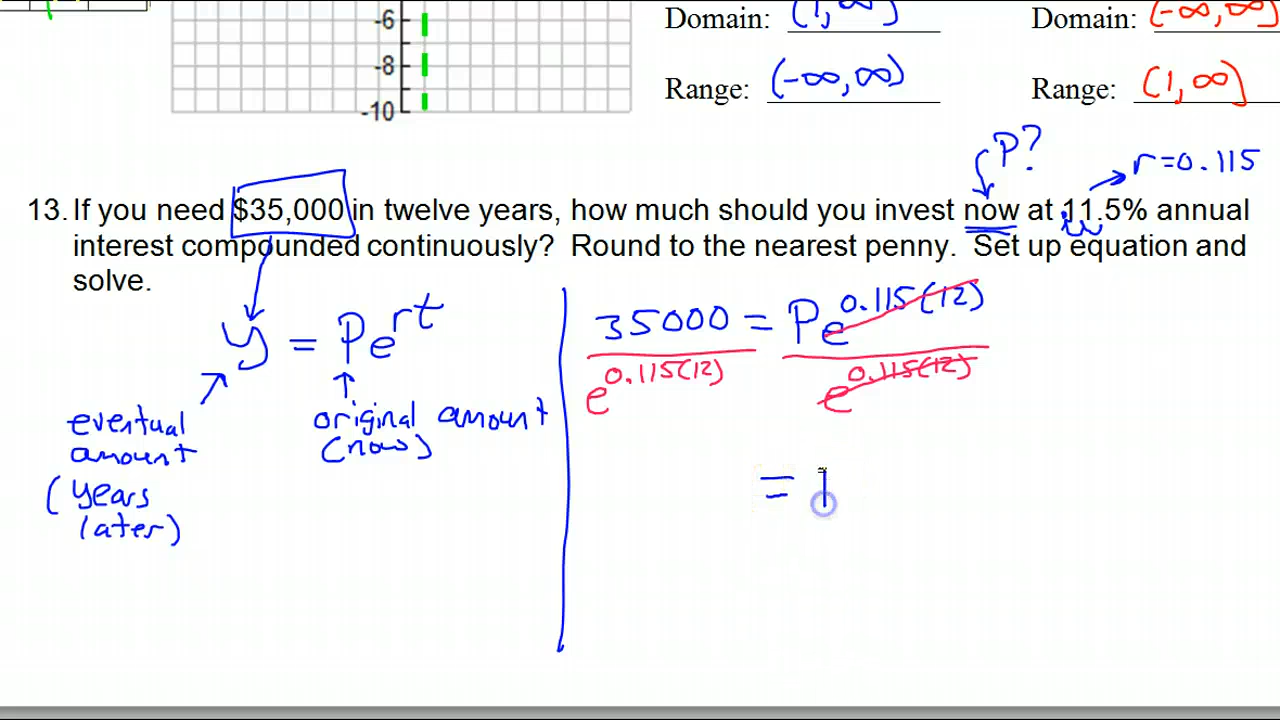 -6
-8
-10
Domain: (1, ∞)
Range: (-∞, ∞)
Domain: (-∞, ∞)
Range: (1, ∞)
P?
r = 0.115
13. If you need $35,000 in twelve years, how much should you invest now at 11.5% annual
interest compounded continuously? Round to the nearest penny. Set up equation and
solve.
y = Pe^rt
eventual
amount
(years
later)
original amount
(now)
35000 = Pe^0.115(12)
e^0.115(12) e^0.115(12)
=